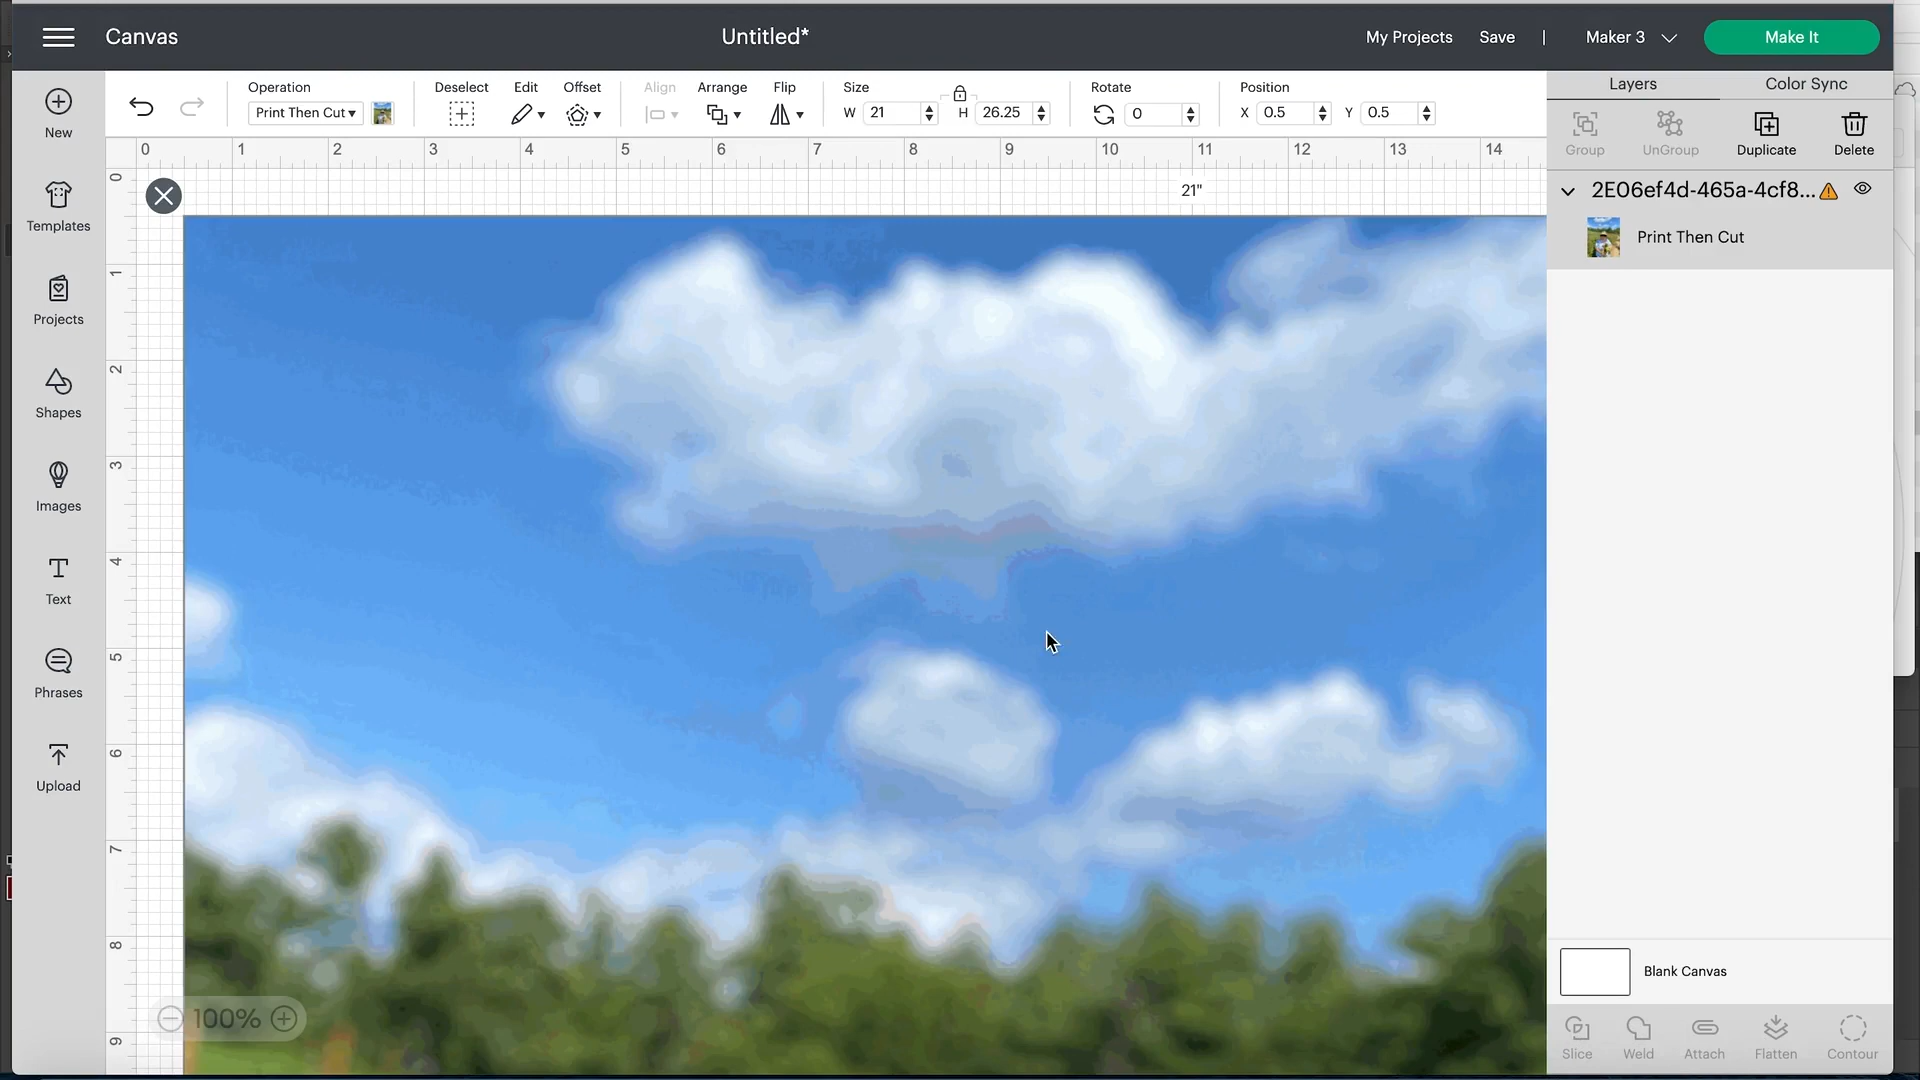 Canvas
Untitled*
My Projects Save | Maker 3 Make It
Operation
Print Then Cut
Deselect Edit Offset Align Arrange Flip
Size
W 21 H 26.25
Rotate
0
Position
X 0.5 Y 0.5
Layers Color Sync
Group UnGroup Duplicate Delete
2E06ef4d-465a-4cf8...
Print Then Cut
New
Templates
Projects
Shapes
Images
Text
Phrases
Upload
0 1 2 3 4 5 6 7 8 9 10 11 12 13 14
0
1
2
3
4
5
6
7
8
9
21"
100%
Blank Canvas
Slice Weld Attach Flatten Contour